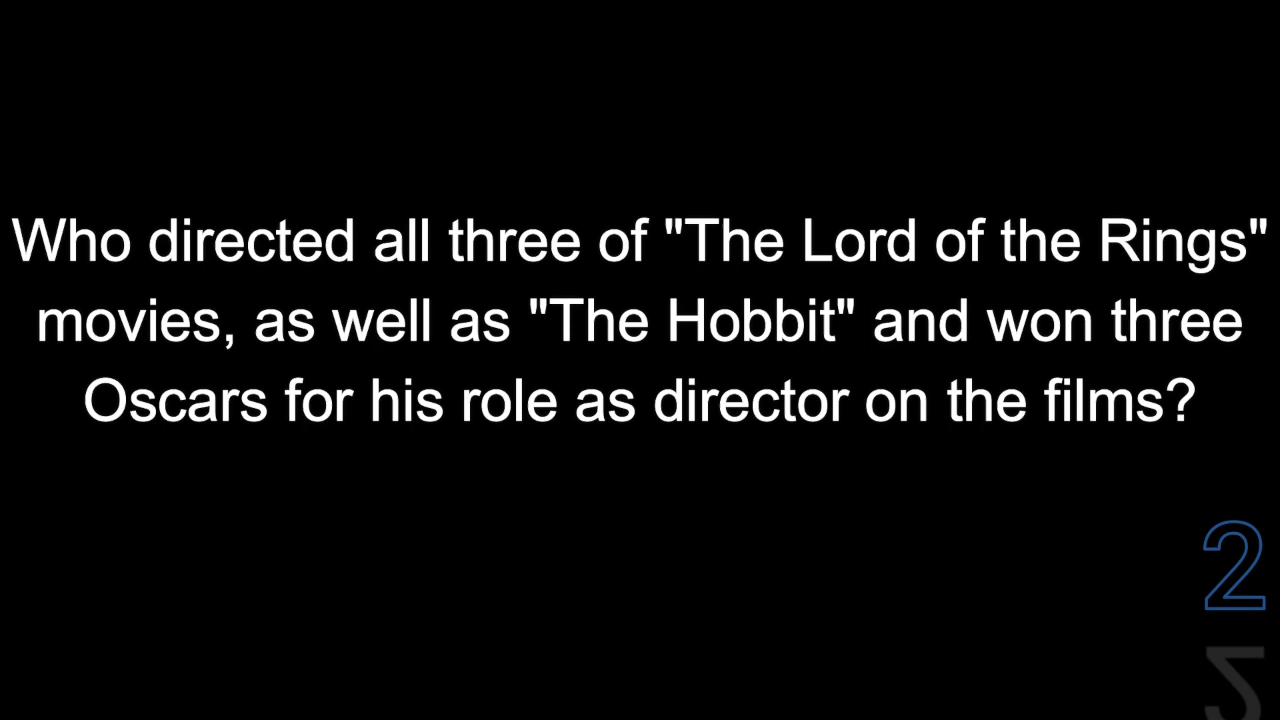 Who directed all three of "The Lord of the Rings"
movies, as well as "The Hobbit" and won three
Oscars for his role as director on the films?
2